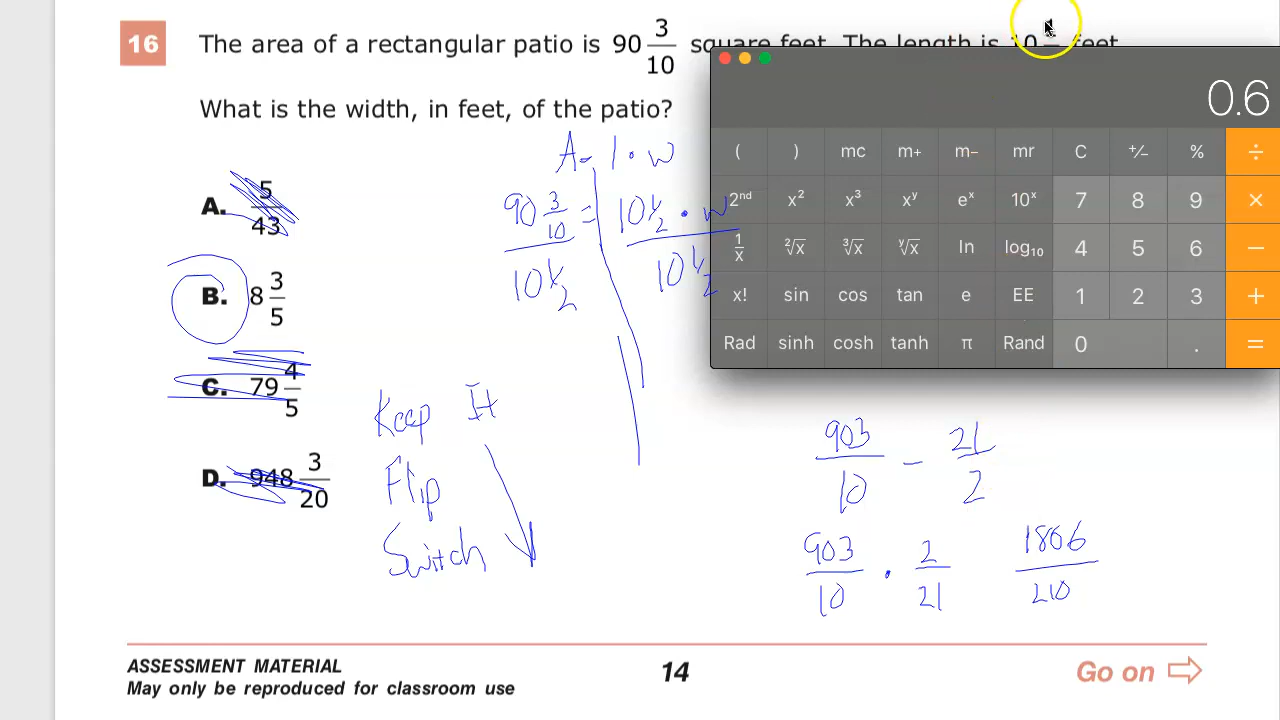 16 The area of a rectangular patio is 90 3/10 square feet. The length is 10 feet.
What is the width, in feet, of the patio?
A = l · w
A. 5/43
90 3/10 = 10 1/2 · w
10 1/2 10 1/2
B. 8 3/5
C. 79 4/5
D. 948 3/20
Keep It
Flip
Switch
903/10 - 21/2
903/10 · 2/21 1806/210
0.6
( ) mc m+ m− mr C +/− % ÷
2nd x² x³ xʸ eˣ 10ˣ 7 8 9 ×
1/x ²√x ³√x ʸ√x ln log₁₀ 4 5 6 −
x! sin cos tan e EE 1 2 3 +
Rad sinh cosh tanh π Rand 0 . =
ASSESSMENT MATERIAL
May only be reproduced for classroom use
14
Go on